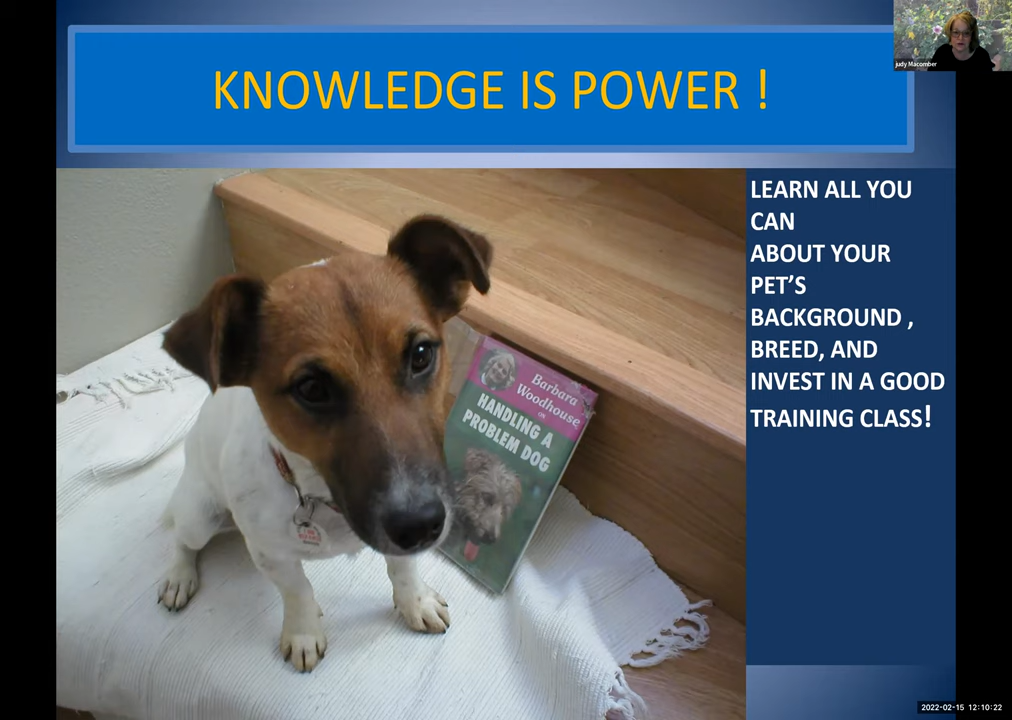 KNOWLEDGE IS POWER !
judy Macomber
LEARN ALL YOU
CAN
ABOUT YOUR
PET’S
BACKGROUND ,
BREED, AND
INVEST IN A GOOD
TRAINING CLASS!
Barbara
Woodhouse
ON
HANDLING A
PROBLEM DOG
2022-02-15 12:10:22